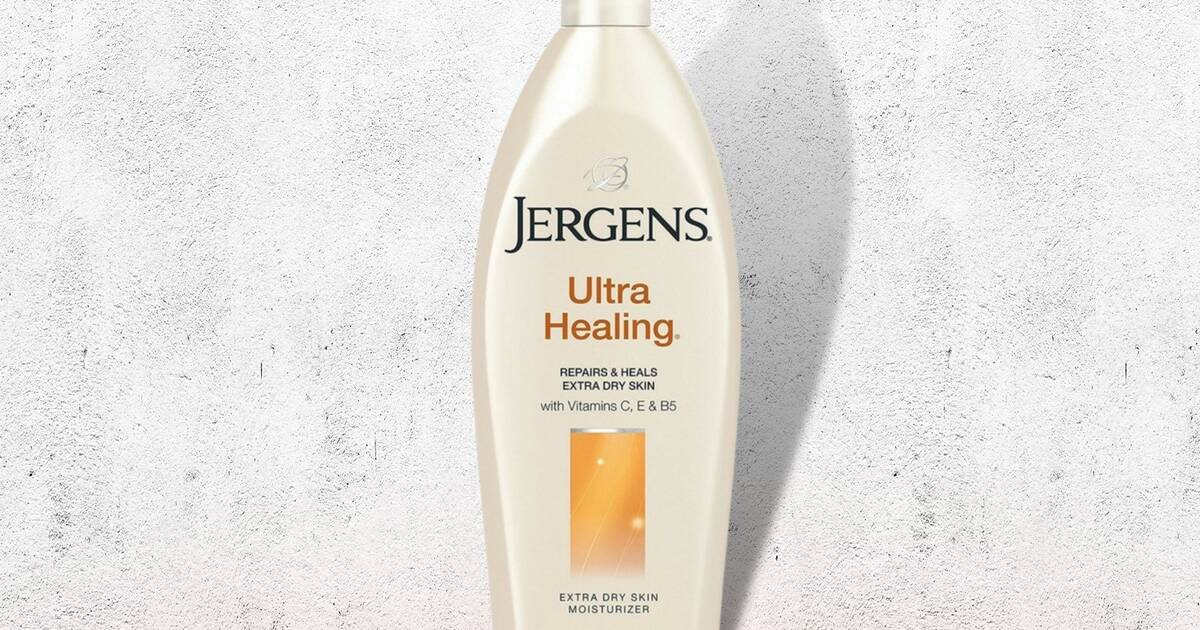 JERGENS®
Ultra
Healing®
REPAIRS & HEALS
EXTRA DRY SKIN
with Vitamins C, E & B5
EXTRA DRY SKIN
MOISTURIZER